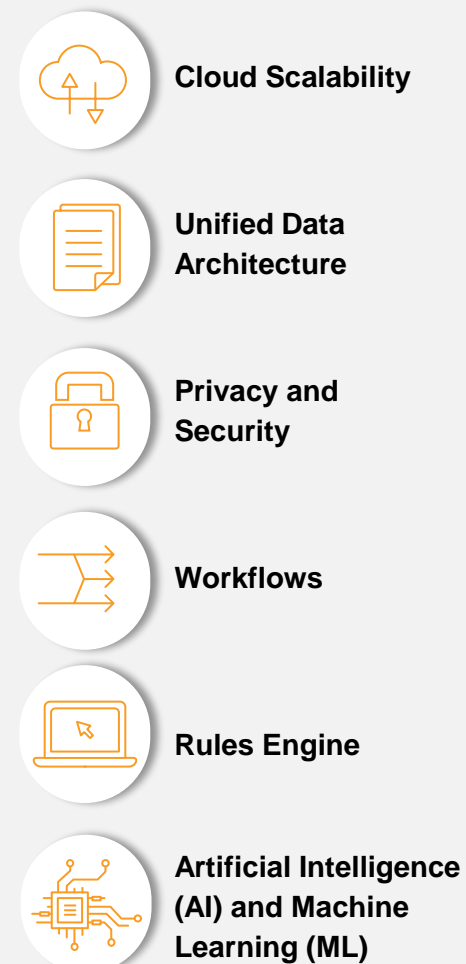 Cloud Scalability
Unified Data
Architecture
Privacy and
Security
Workflows
Rules Engine
Artificial Intelligence
(AI) and Machine
Learning (ML)